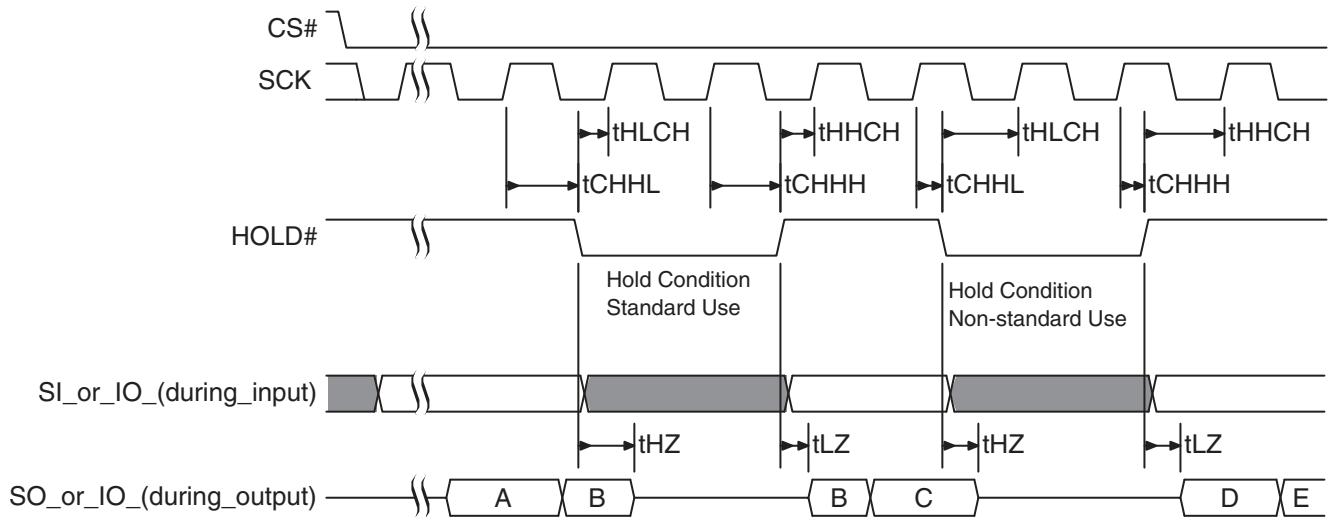 CS#
SCK
tHLCH
tHHCH
tHLCH
tHHCH
tCHHL
tCHHH
tCHHL
tCHHH
HOLD#
Hold Condition
Standard Use
Hold Condition
Non-standard Use
SI_or_IO_(during_input)
tHZ
tLZ
tHZ
tLZ
SO_or_IO_(during_output)
A
B
B
C
D
E